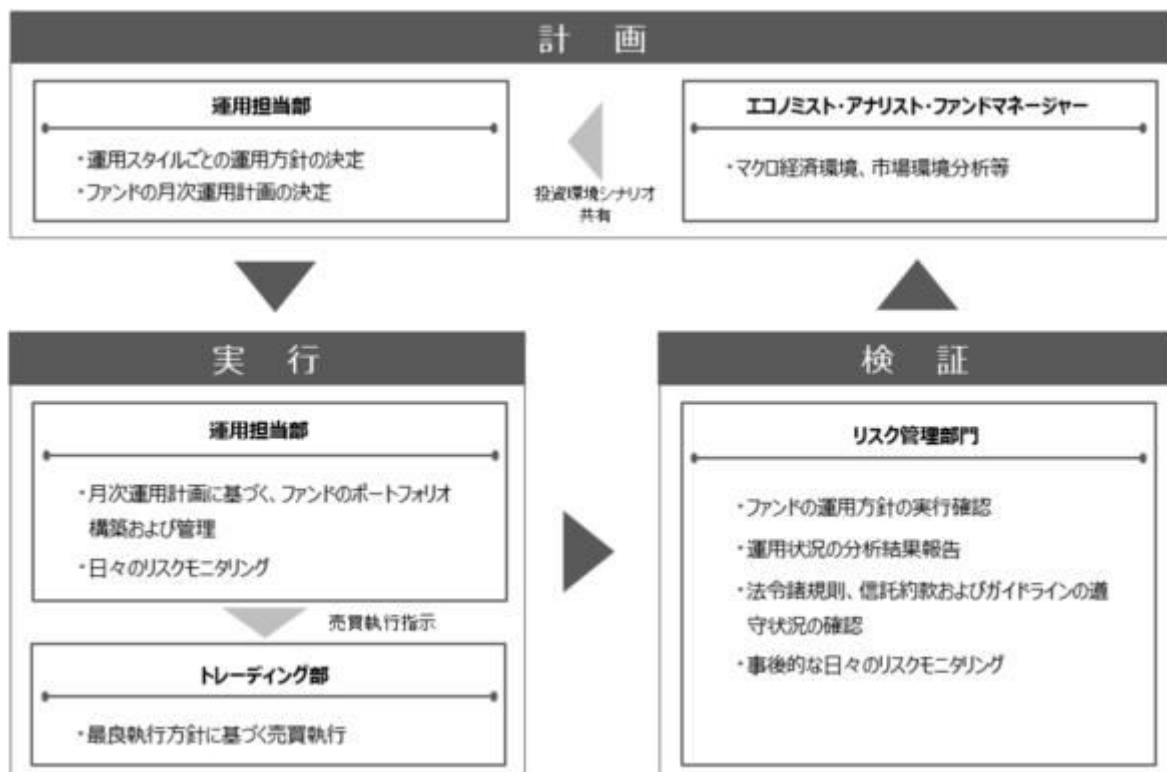 計 画
運用担当部
・運用スタイルごとの運用方針の決定
・ファンドの月次運用計画の決定
投資環境シナリオ
共有
エコノミスト・アナリスト・ファンドマネージャー
・マクロ経済環境、市場環境分析等
実 行
運用担当部
・月次運用計画に基づく、ファンドのポートフォリオ
構築および管理
・日々のリスクモニタリング
売買執行指示
トレーディング部
・最良執行方針に基づく売買執行
検 証
リスク管理部門
・ファンドの運用方針の実行確認
・運用状況の分析結果報告
・法令諸規則、信託約款およびガイドラインの遵
守状況の確認
・事後的な日々のリスクモニタリング